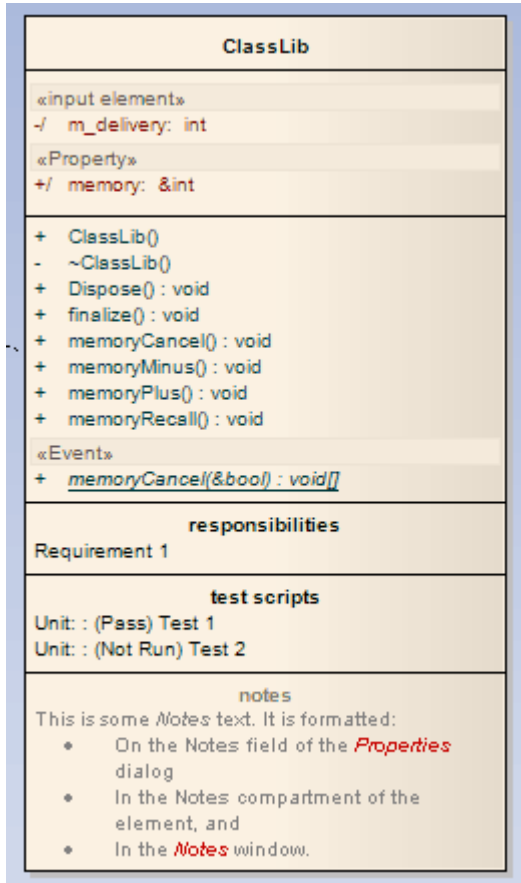 ClassLib
«input element»
-/ m_delivery: int
«Property»
+/ memory: &int
+ ClassLib()
- ~ClassLib()
+ Dispose() : void
+ finalize() : void
+ memoryCancel() : void
+ memoryMinus() : void
+ memoryPlus() : void
+ memoryRecall() : void
«Event»
+ memoryCancel(&bool) : void[]
responsibilities
Requirement 1
test scripts
Unit: : (Pass) Test 1
Unit: : (Not Run) Test 2
notes
This is some Notes text. It is formatted:
• On the Notes field of the Properties
dialog
• In the Notes compartment of the
element, and
• In the Notes window.